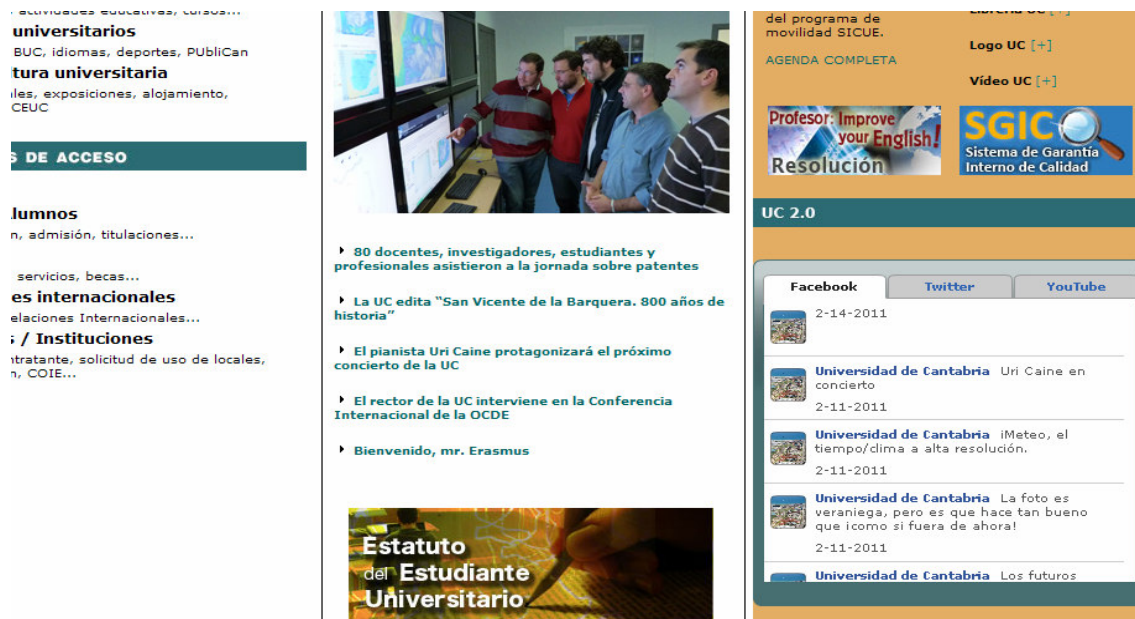 actividades educativas, cursos...
universitarios
BUC, idiomas, deportes, PUbliCan
tura universitaria
les, exposiciones, alojamiento,
CEUC
S DE ACCESO
lumnos
n, admisión, titulaciones...
servicios, becas...
es internacionales
elaciones Internacionales...
s / Instituciones
ntratante, solicitud de uso de locales,
n, COIE...
80 docentes, investigadores, estudiantes y
profesionales asistieron a la jornada sobre patentes
La UC edita “San Vicente de la Barquera. 800 años de
historia”
El pianista Uri Caine protagonizará el próximo
concierto de la UC
El rector de la UC interviene en la Conferencia
Internacional de la OCDE
Bienvenido, mr. Erasmus
Estatuto
del Estudiante
Universitario
del programa de
movilidad SICUE.
AGENDA COMPLETA
Librería UC [+]
Logo UC [+]
Vídeo UC [+]
Profesor: Improve
your English!
Resolución
SGIC
Sistema de Garantía
Interno de Calidad
UC 2.0
Facebook Twitter YouTube
2-14-2011
Universidad de Cantabria Uri Caine en
concierto
2-11-2011
Universidad de Cantabria iMeteo, el
tiempo/clima a alta resolución.
2-11-2011
Universidad de Cantabria La foto es
veraniega, pero es que hace tan bueno
que ¡como si fuera de ahora!
2-11-2011
Universidad de Cantabria Los futuros